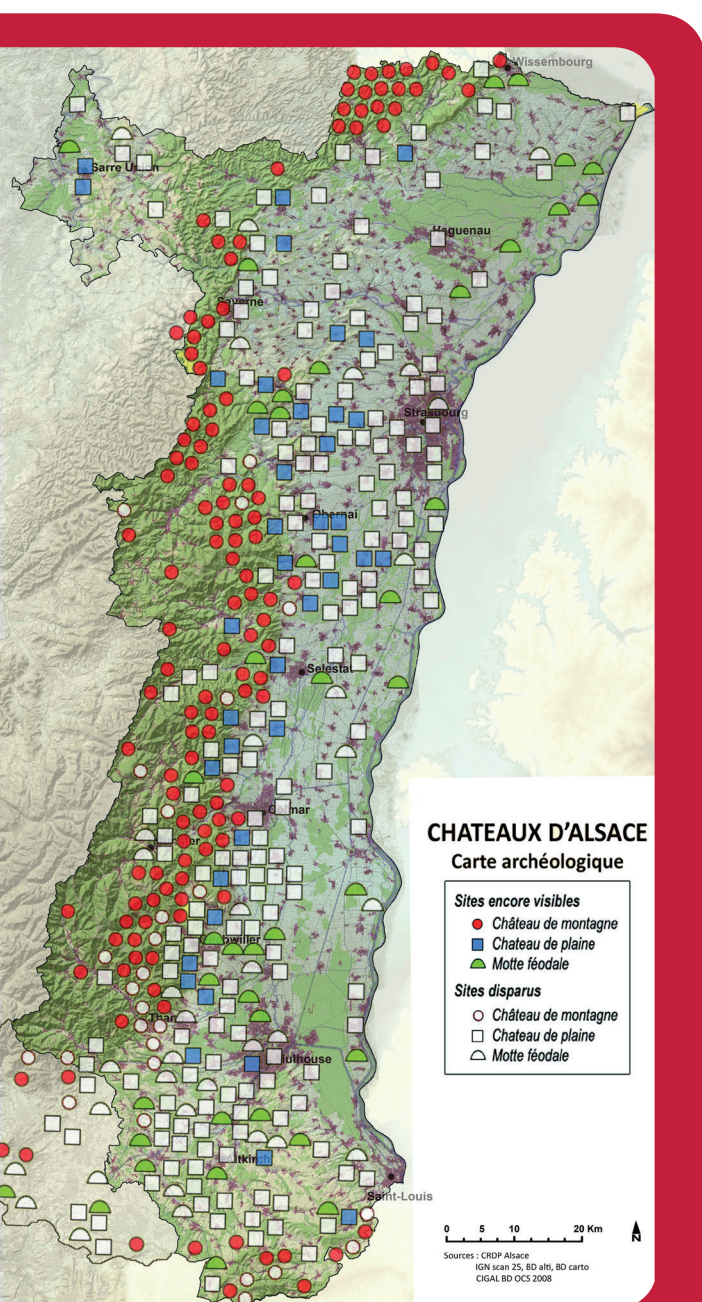 Wissembourg
Sarre Union
Haguenau
Saverne
Strasbourg
Obernai
Selestat
Colmar
Mulhouse
Altkirch
Saint-Louis
CHATEAUX D'ALSACE
Carte archéologique
Sites encore visibles
Château de montagne
Chateau de plaine
Motte féodale
Sites disparus
Château de montagne
Chateau de plaine
Motte féodale
0 5 10 20 Km
N
Sources : CRDP Alsace
IGN scan 25, BD alti, BD carto
CIGAL BD OCS 2008